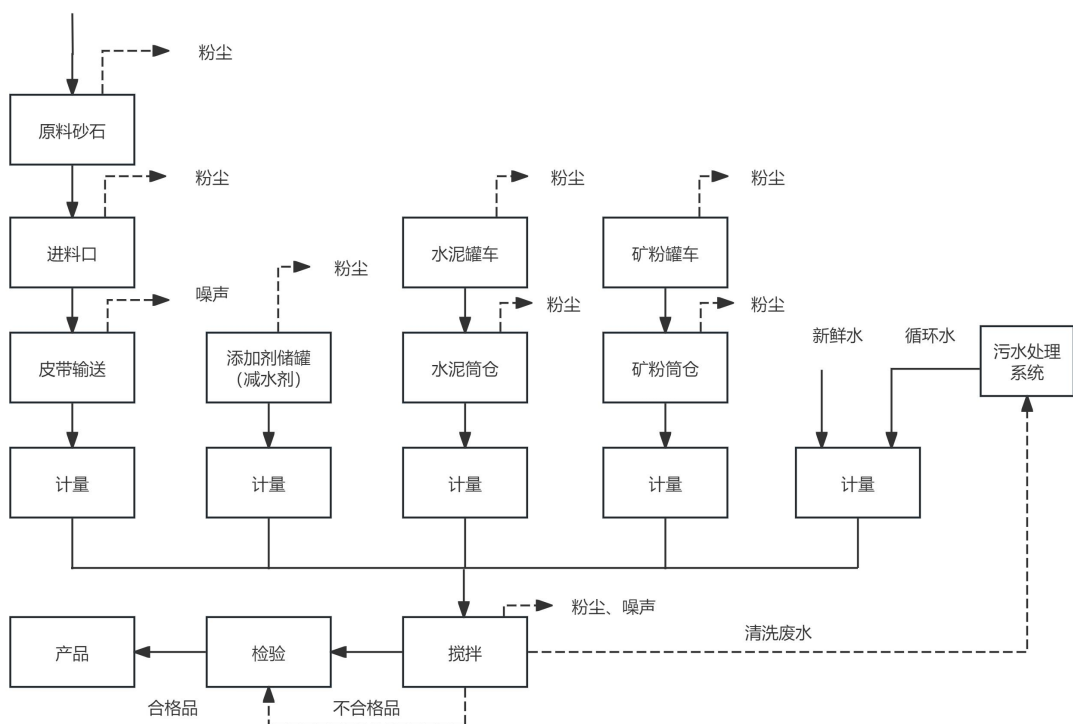 粉尘
原料砂石
粉尘
粉尘
粉尘
进料口
水泥罐车
矿粉罐车
粉尘
噪声
粉尘
粉尘
新鲜水
循环水
皮带输送
添加剂储罐
（减水剂）
水泥筒仓
矿粉筒仓
污水处理
系统
计量
计量
计量
计量
计量
粉尘、噪声
清洗废水
产品
检验
搅拌
合格品
不合格品